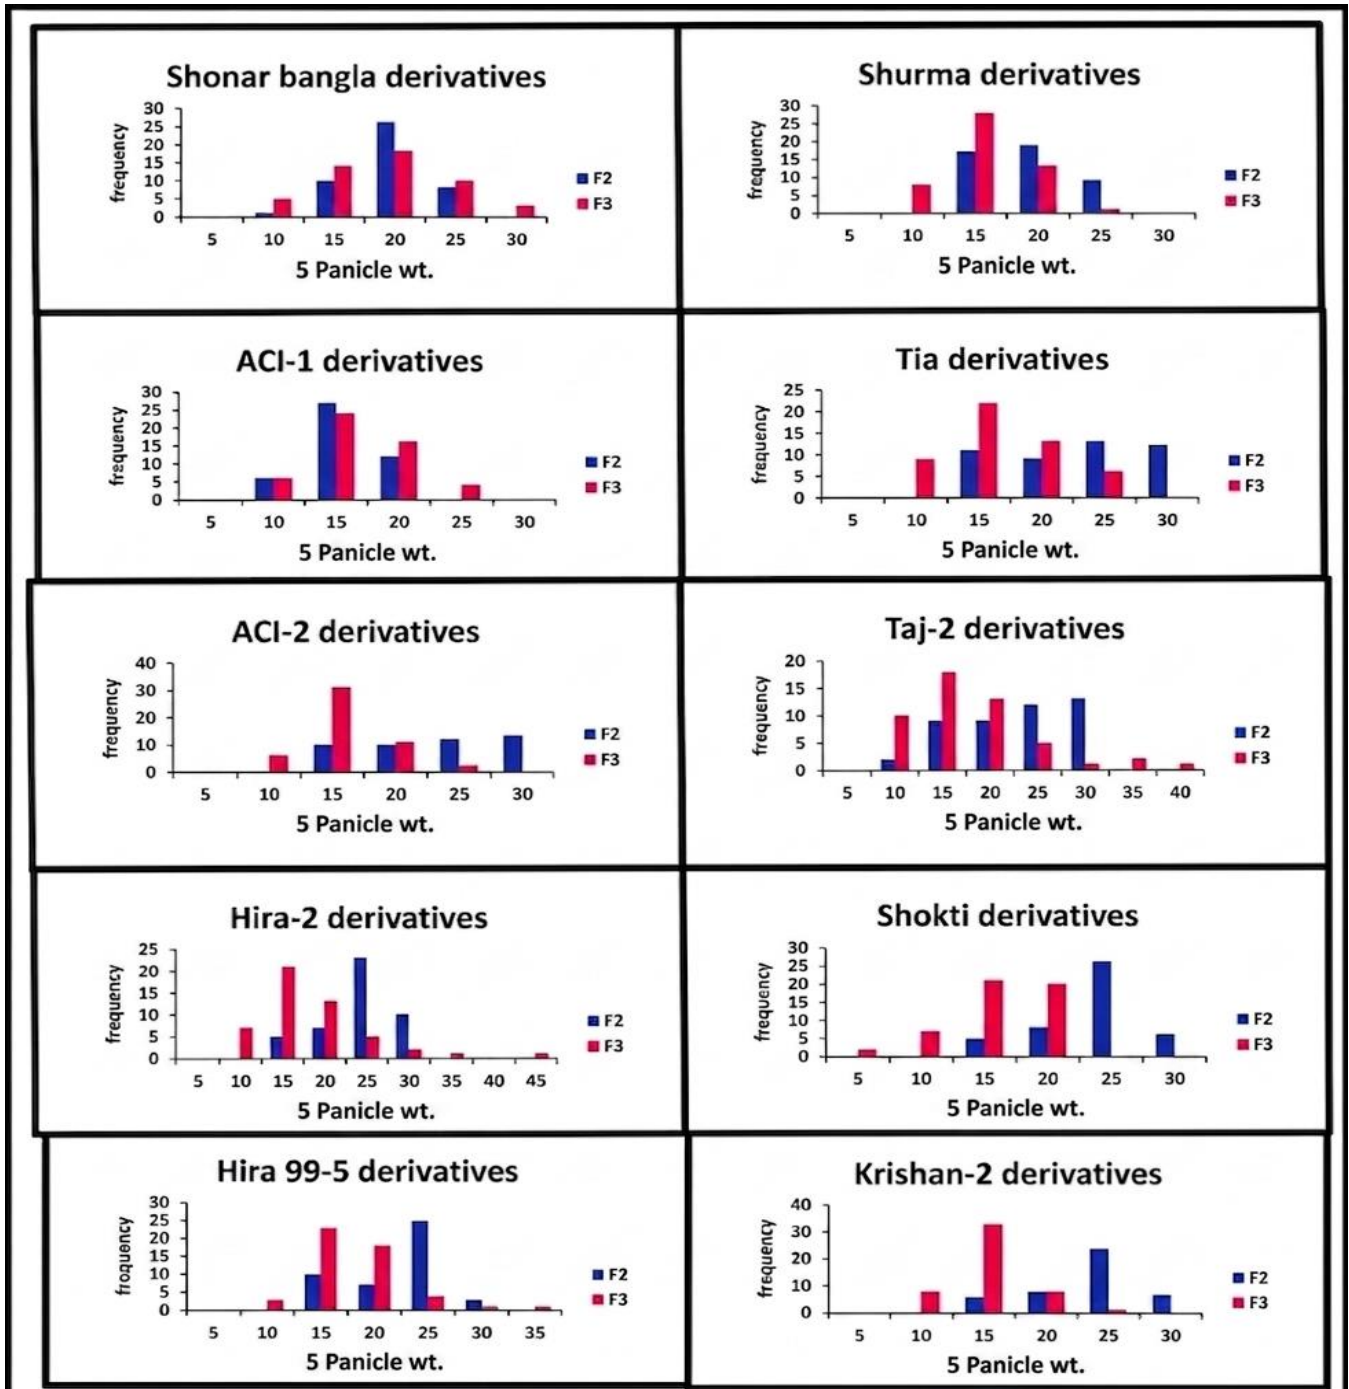 Shonar bangla derivatives
frequency
30
25
20
15
10
5
0
5 10 15 20 25 30
5 Panicle wt.
F2
F3
Shurma derivatives
frequency
30
25
20
15
10
5
0
5 10 15 20 25 30
5 Panicle wt.
F2
F3
ACI-1 derivatives
frequency
30
25
20
15
10
5
0
5 10 15 20 25 30
5 Panicle wt.
F2
F3
Tia derivatives
frequency
25
20
15
10
5
0
5 10 15 20 25 30
5 Panicle wt.
F2
F3
ACI-2 derivatives
frequency
40
30
20
10
0
5 10 15 20 25 30
5 Panicle wt.
F2
F3
Taj-2 derivatives
frequency
20
15
10
5
0
5 10 15 20 25 30 35 40
5 Panicle wt.
F2
F3
Hira-2 derivatives
frequency
25
20
15
10
5
0
5 10 15 20 25 30 35 40 45
5 Panicle wt.
F2
F3
Shokti derivatives
frequency
30
25
20
15
10
5
0
5 10 15 20 25 30
5 Panicle wt.
F2
F3
Hira 99-5 derivatives
frequency
30
25
20
15
10
5
0
5 10 15 20 25 30 35
5 Panicle wt.
F2
F3
Krishan-2 derivatives
frequency
40
30
20
10
0
5 10 15 20 25 30
5 Panicle wt.
F2
F3